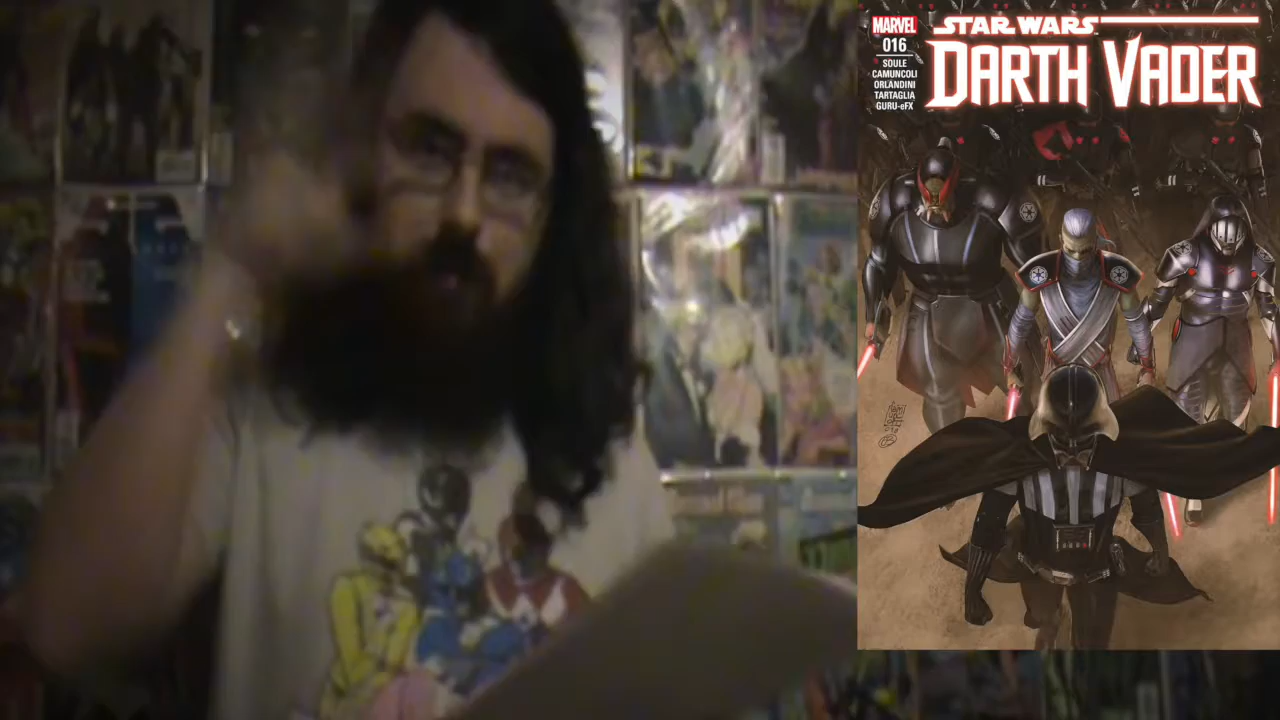 MARVEL
016
SOULE
CAMUNCOLI
ORLANDINI
TARTAGLIA
GURU-eFX
STAR WARS
DARTH VADER